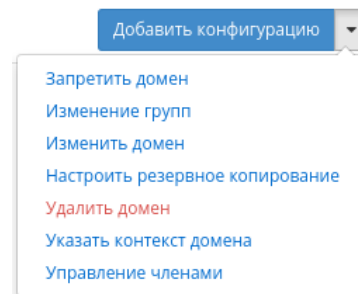 Добавить конфигурацию
Запретить домен
Изменение групп
Изменить домен
Настроить резервное копирование
Удалить домен
Указать контекст домена
Управление членами